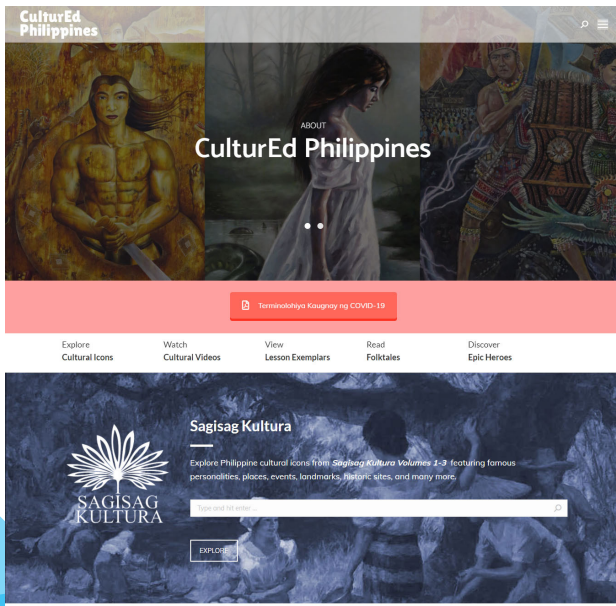 CulturEd
Philippines
ABOUT
CulturEd Philippines
Terminolohiya Kaugnay ng COVID-19
Explore
Cultural Icons
Watch
Cultural Videos
View
Lesson Exemplars
Read
Folktales
Discover
Epic Heroes
SAGISAG
KULTURA
Sagisag Kultura
Explore Philippine cultural icons from Sagisag Kultura Volumes 1-3 featuring famous
personalities, places, events, landmarks, historic sites, and many more.
Type and hit enter ...
EXPLORE